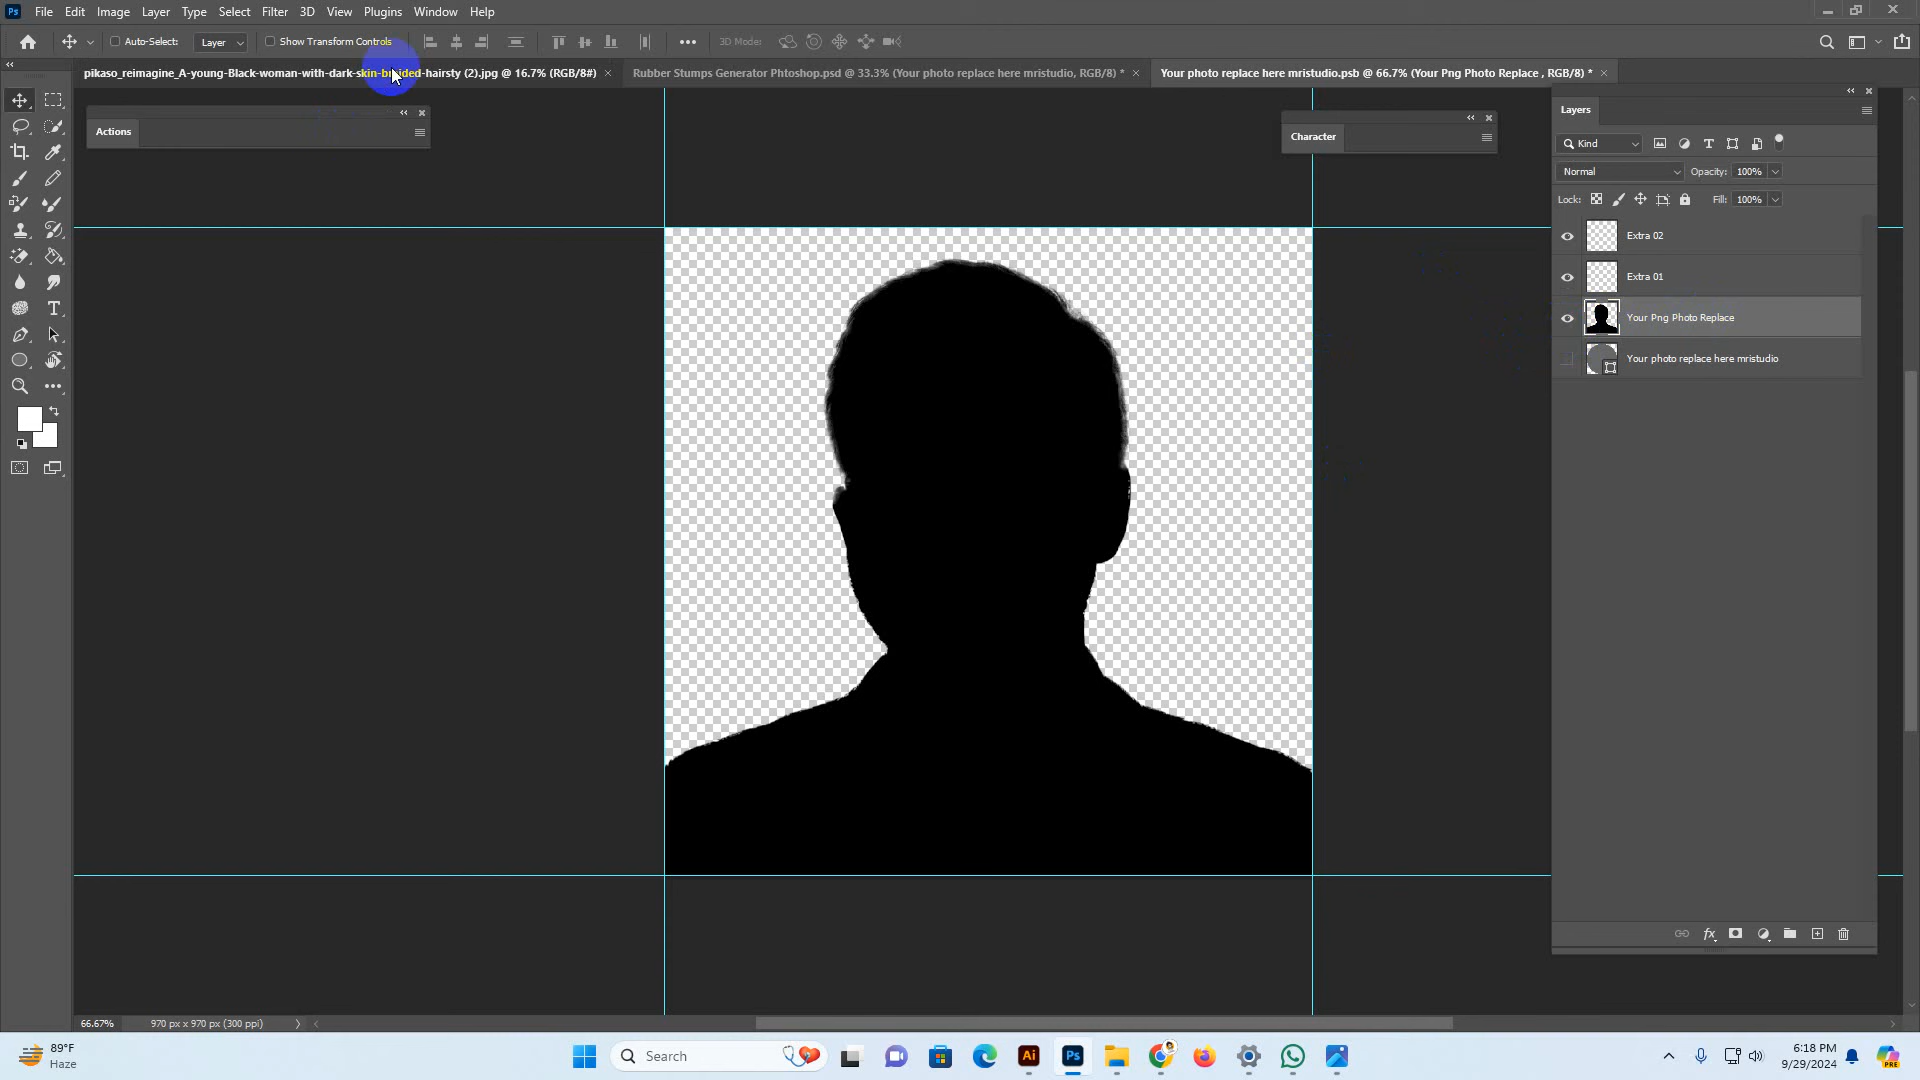 Ps File Edit Image Layer Type Select Filter 3D View Plugins Window Help
Auto-Select: Layer Show Transform Controls 3D Mode:
pikaso_reimagine_A-young-Black-woman-with-dark-skin-braided-hairsty (2).jpg @ 16.7% (RGB/8#) Rubber Stumps Generator Phtoshop.psd @ 33.3% (Your photo replace here mristudio, RGB/8) * Your photo replace here mristudio.psb @ 66.7% (Your Png Photo Replace , RGB/8) *
Actions
Character
Layers
Kind
Normal Opacity: 100%
Lock: Fill: 100%
Extra 02
Extra 01
Your Png Photo Replace
Your photo replace here mristudio
66.67% 970 px x 970 px (300 ppi)
89°F
Haze
Search
Ai Ps
6:18 PM
9/29/2024
PRE